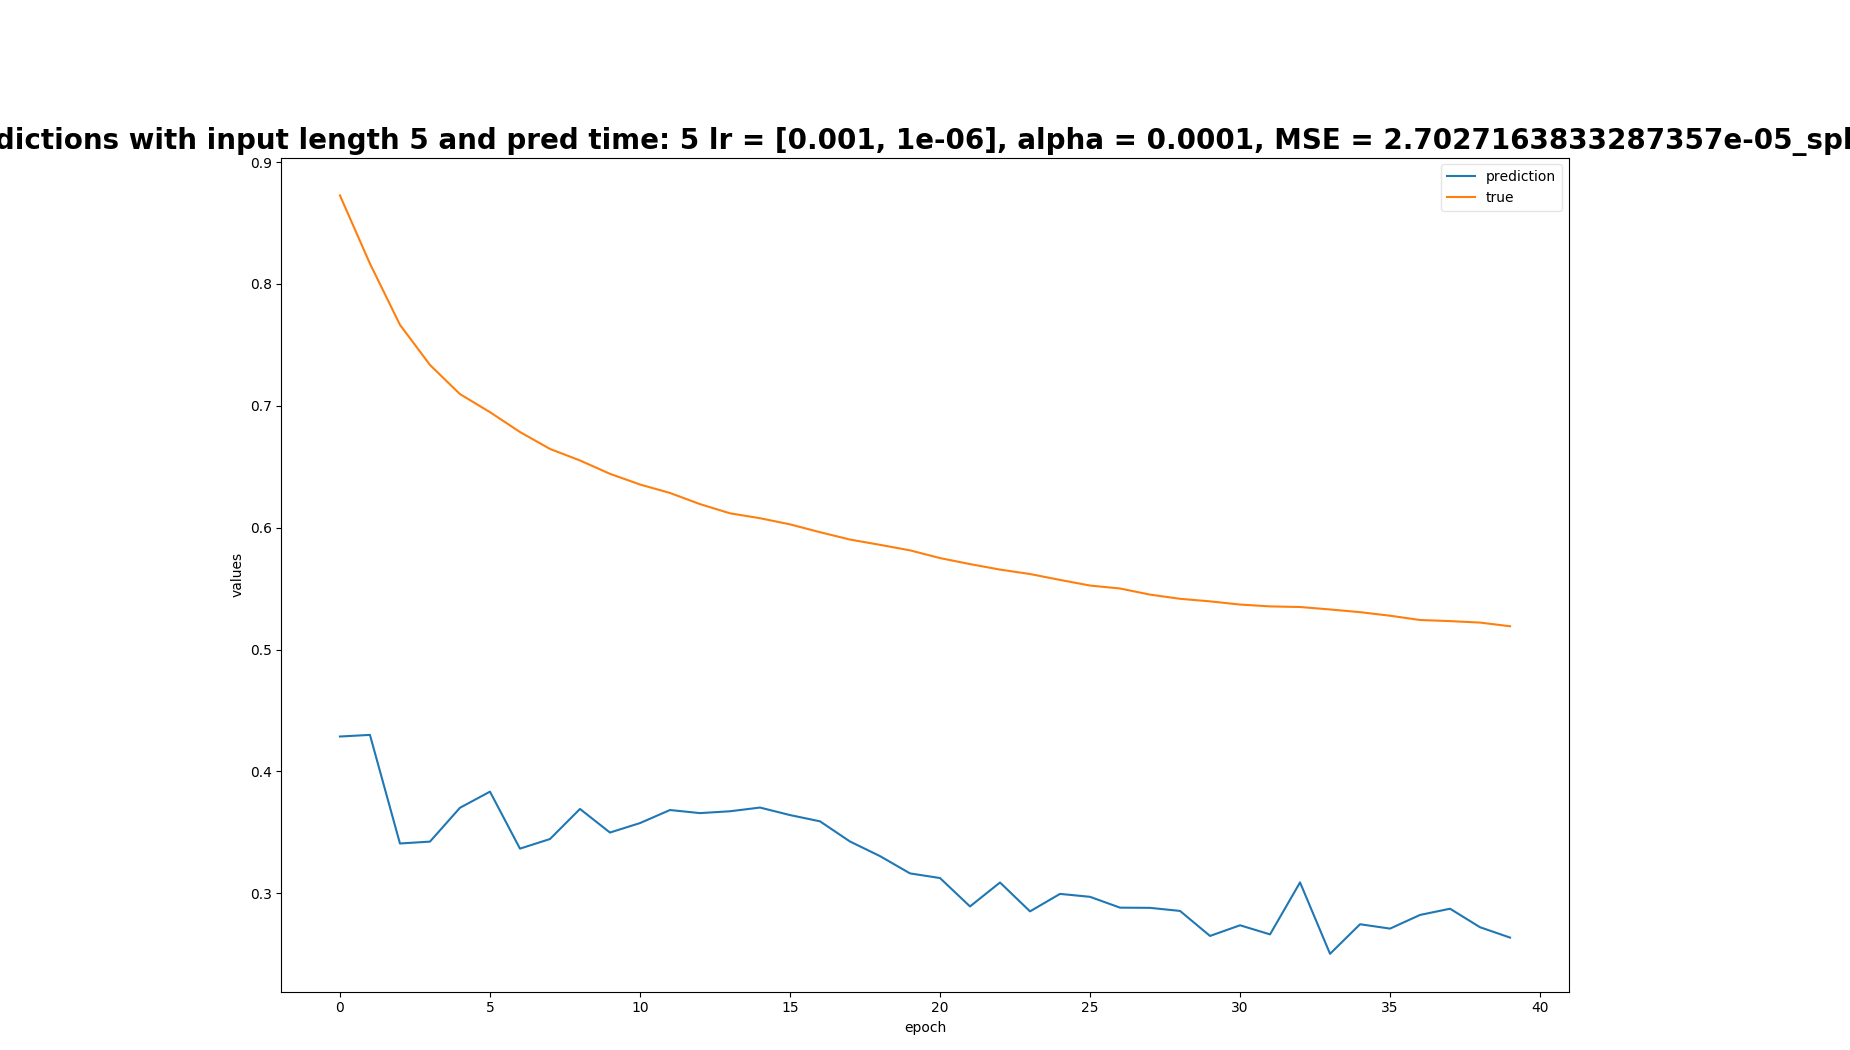 dictions with input length 5 and pred time: 5 lr = [0.001, 1e-06], alpha = 0.0001, MSE = 2.7027163833287357e-05_spl
prediction
true
0.9
0.8
0.7
0.6
0.5
0.4
0.3
values
0 5 10 15 20 25 30 35 40
epoch